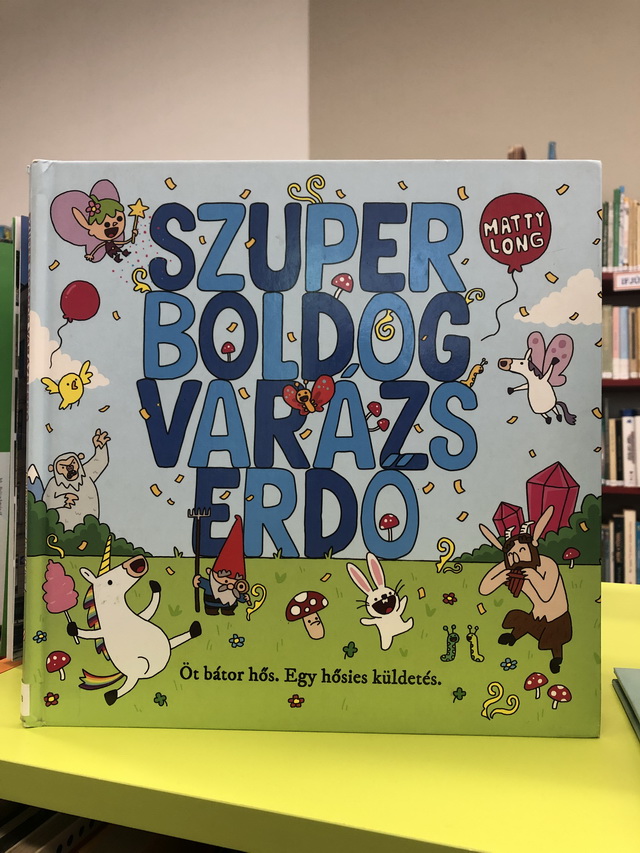 SZUPER
BOLDOG
VARÁZS
ERDŐ
MATTY
LONG
Öt bátor hős. Egy hősies küldetés.